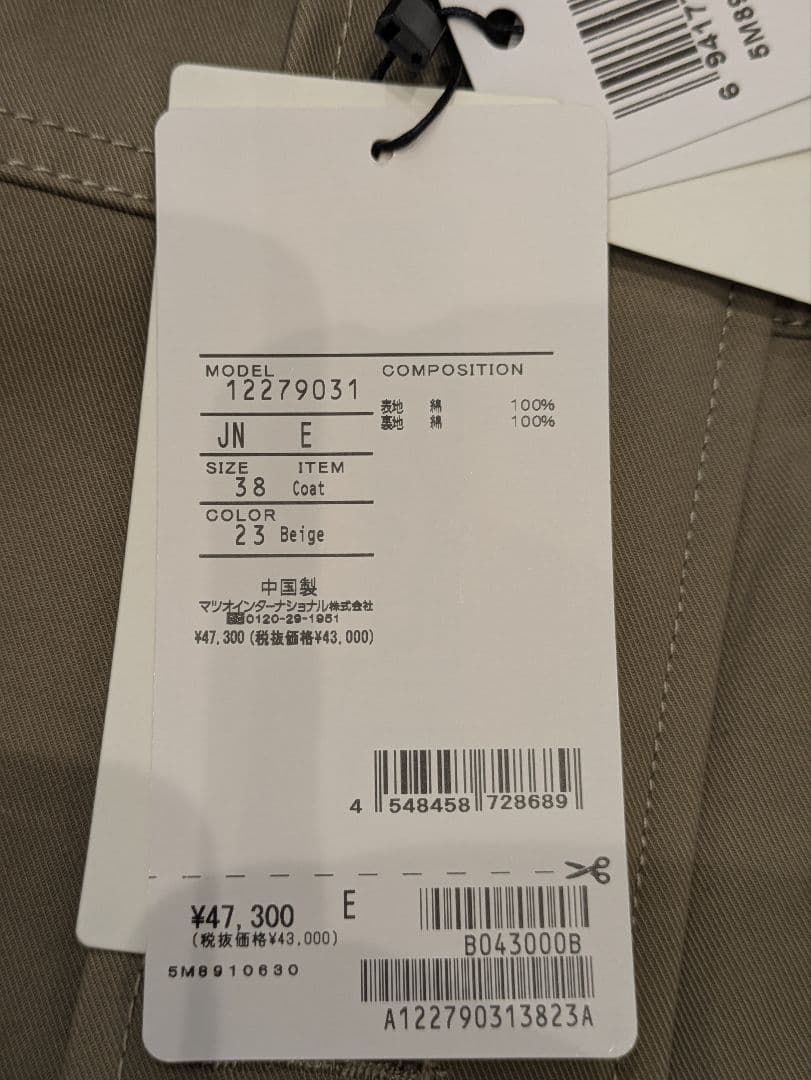 69417
5M89
MODEL
12279031
JN E
SIZE ITEM
38 Coat
COLOR
23 Beige
COMPOSITION
表地 綿 100%
裏地 綿 100%
中国製
マツオインターナショナル株式会社
0120-29-1951
¥47,300 (税抜価格¥43,000)
4 548458 728689
¥47,300 E
(税抜価格¥43,000)
5M8910630
B043000B
A122790313823A